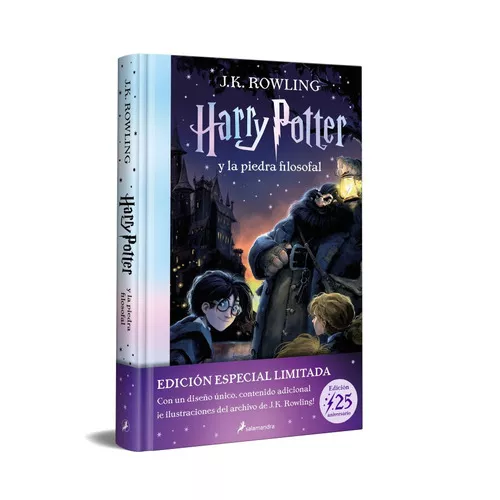 J.K. ROWLING
Harry Potter
y la piedra filosofal
J.K. ROWLING
Harry Potter
y la piedra
filosofal
EDICIÓN ESPECIAL LIMITADA
Con un diseño único, contenido adicional
¡e ilustraciones del archivo de J.K. Rowling!
Edición
25
aniversario
salamandra